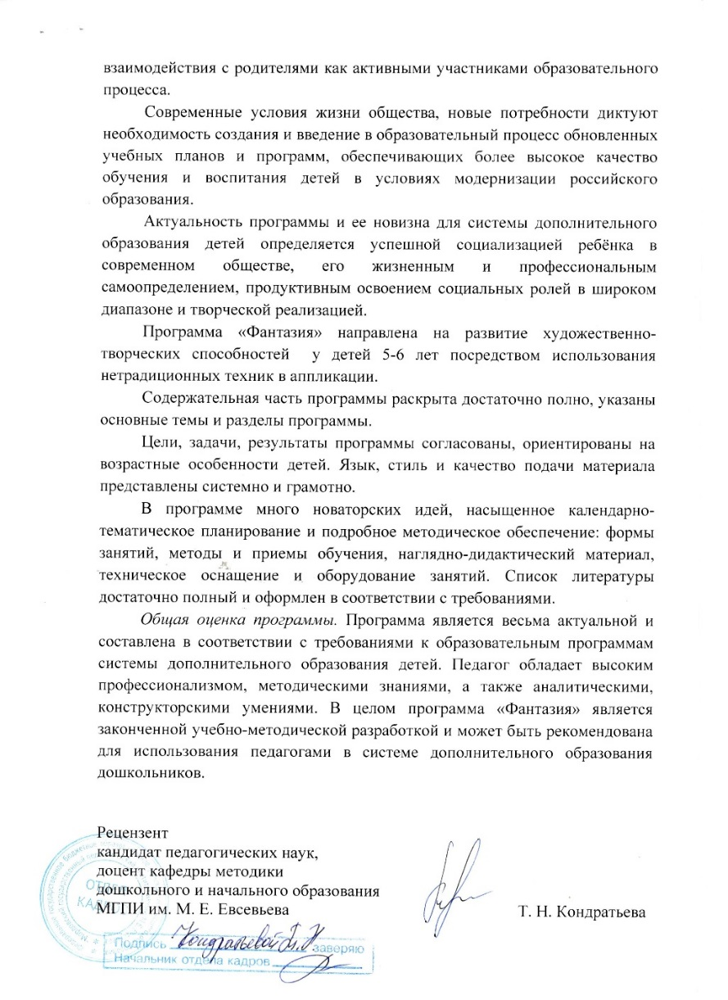 взаимодействия с родителями как активными участниками образовательного
процесса.
Современные условия жизни общества, новые потребности диктуют
необходимость создания и введение в образовательный процесс обновленных
учебных планов и программ, обеспечивающих более высокое качество
обучения и воспитания детей в условиях модернизации российского
образования.
Актуальность программы и ее новизна для системы дополнительного
образования детей определяется успешной социализацией ребёнка в
современном обществе, его жизненным и профессиональным
самоопределением, продуктивным освоением социальных ролей в широком
диапазоне и творческой реализацией.
Программа «Фантазия» направлена на развитие художественно-
творческих способностей у детей 5-6 лет посредством использования
нетрадиционных техник в аппликации.
Содержательная часть программы раскрыта достаточно полно, указаны
основные темы и разделы программы.
Цели, задачи, результаты программы согласованы, ориентированы на
возрастные особенности детей. Язык, стиль и качество подачи материала
представлены системно и грамотно.
В программе много новаторских идей, насыщенное календарно-
тематическое планирование и подробное методическое обеспечение: формы
занятий, методы и приемы обучения, наглядно-дидактический материал,
техническое оснащение и оборудование занятий. Список литературы
достаточно полный и оформлен в соответствии с требованиями.
Общая оценка программы. Программа является весьма актуальной и
составлена в соответствии с требованиями к образовательным программам
системы дополнительного образования детей. Педагог обладает высоким
профессионализмом, методическими знаниями, а также аналитическими,
конструкторскими умениями. В целом программа «Фантазия» является
законченной учебно-методической разработкой и может быть рекомендована
для использования педагогами в системе дополнительного образования
дошкольников.
Рецензент
кандидат педагогических наук,
доцент кафедры методики
дошкольного и начального образования
МГПИ им. М. Е. Евсевьева
Т. Н. Кондратьева
ОТДЕЛ
КАДРОВ
Подпись Кондратьевой Т.Н. заверяю
Начальник отдела кадров